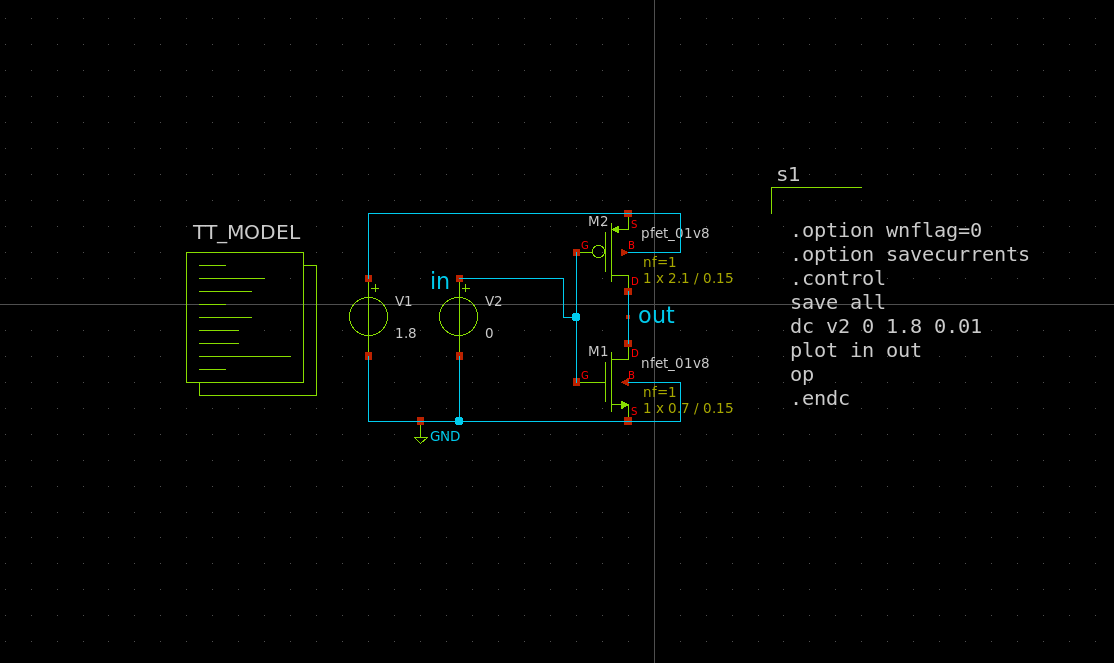 TT_MODEL
V1
1.8
in
V2
0
GND
M2
S
pfet_01v8
G
B
nf=1
1 x 2.1 / 0.15
D
out
M1
D
nfet_01v8
G
B
nf=1
1 x 0.7 / 0.15
S
s1
.option wnflag=0
.option savecurrents
.control
save all
dc v2 0 1.8 0.01
plot in out
op
.endc